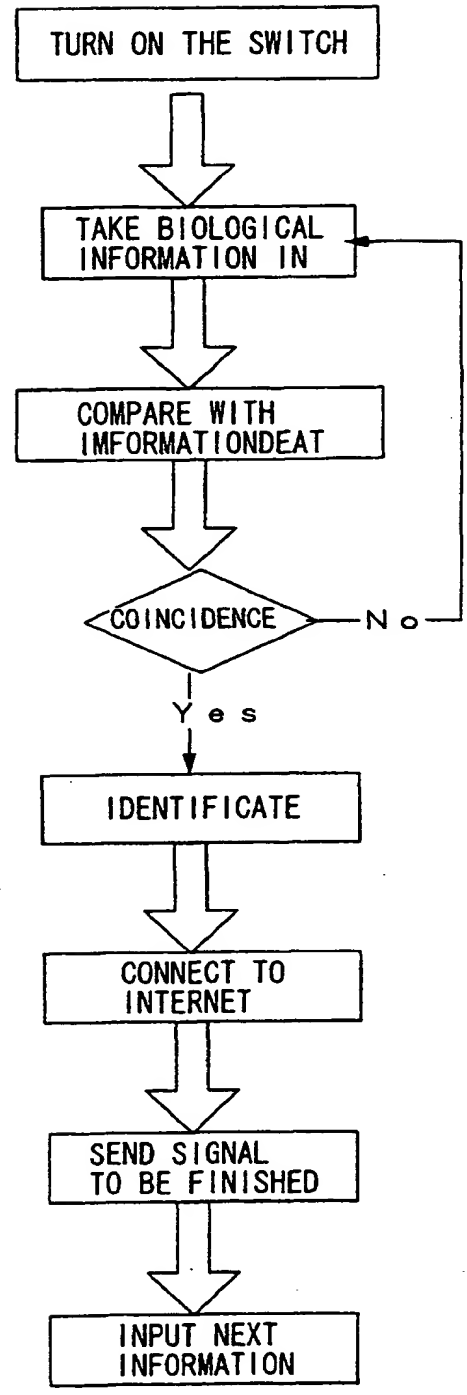 TURN ON THE SWITCH
TAKE BIOLOGICAL
INFORMATION IN
COMPARE WITH
IMFORMATIONDEAT
COINCIDENCE
No
Yes
IDENTIFICATE
CONNECT TO
INTERNET
SEND SIGNAL
TO BE FINISHED
INPUT NEXT
INFORMATION